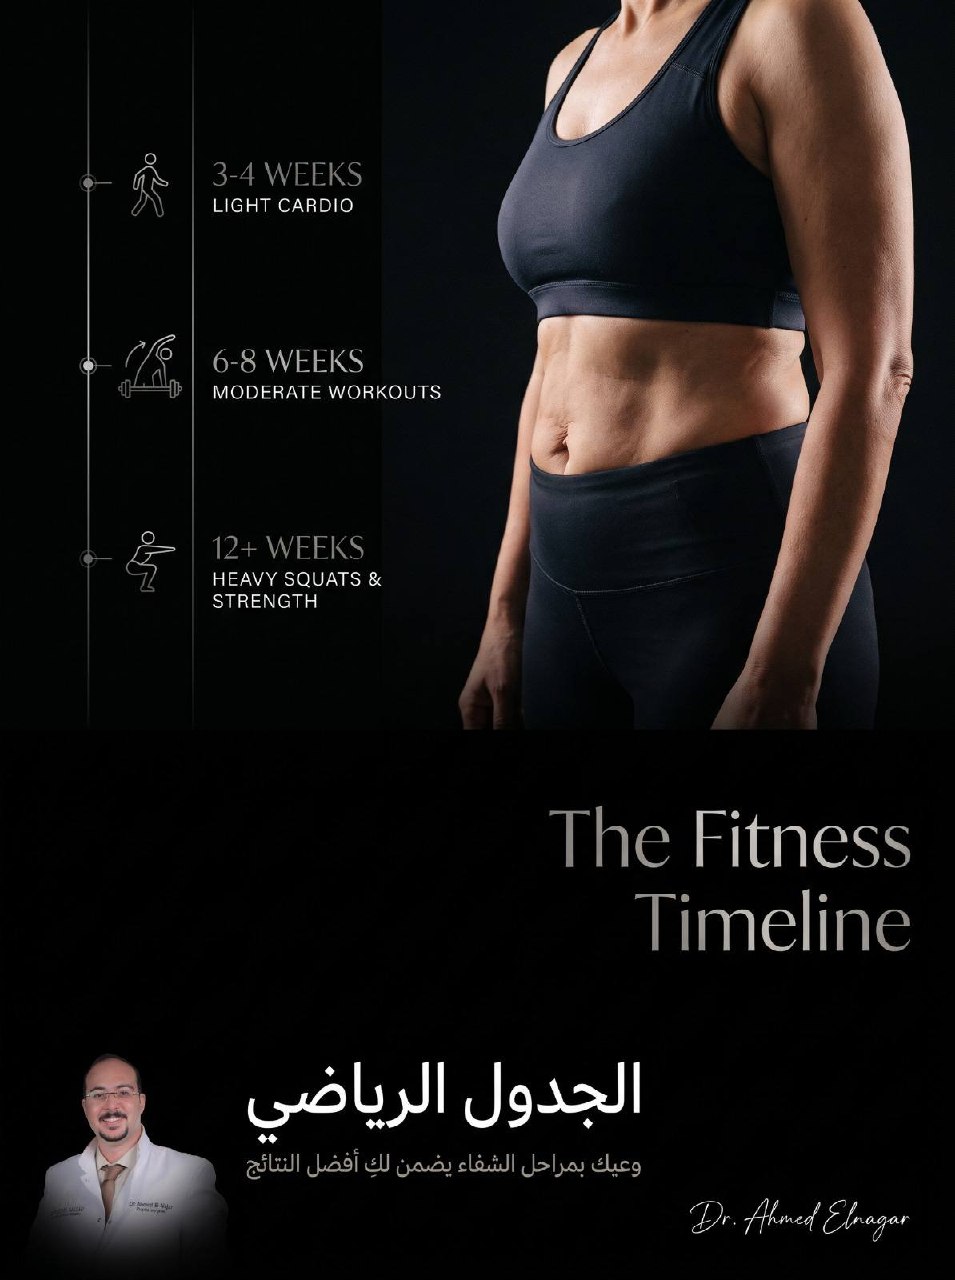 3-4 WEEKS
LIGHT CARDIO
6-8 WEEKS
MODERATE WORKOUTS
12+ WEEKS
HEAVY SQUATS &
STRENGTH
The Fitness
Timeline
الجدول الرياضي
وعيك بمراحل الشفاء يضمن لكِ أفضل النتائج
Dr. Ahmed Elnagar